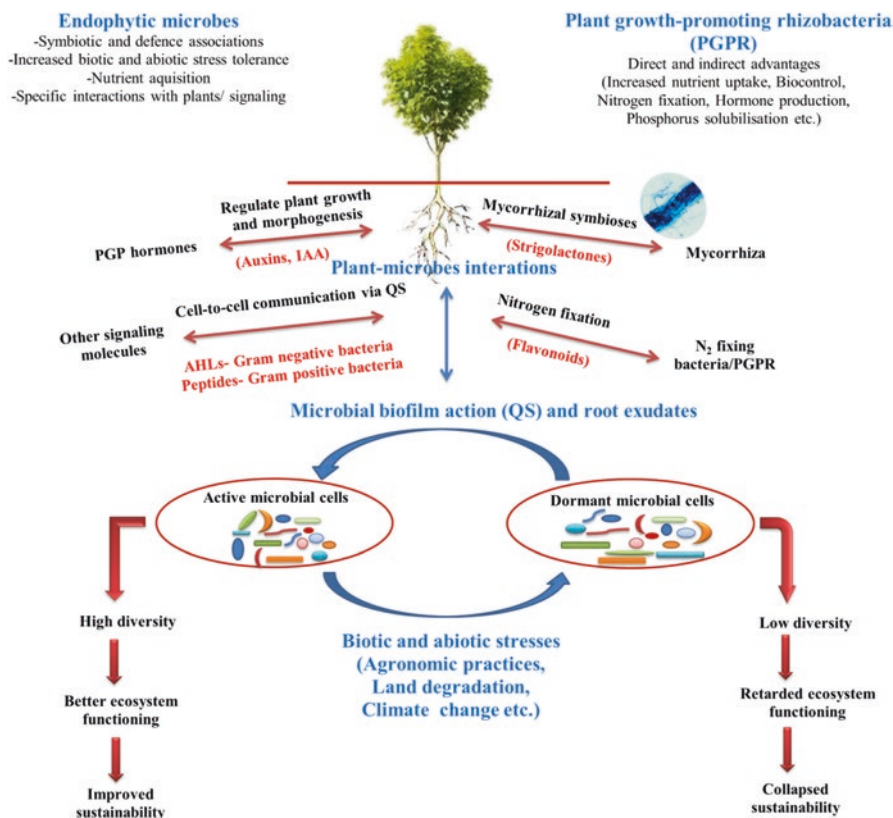 Endophytic microbes
-Symbiotic and defence associations
-Increased biotic and abiotic stress tolerance
-Nutrient aquisition
-Specific interactions with plants/ signaling
Plant growth-promoting rhizobacteria
(PGPR)
Direct and indirect advantages
(Increased nutrient uptake, Biocontrol,
Nitrogen fixation, Hormone production,
Phosphorus solubilisation etc.)
Regulate plant growth
and morphogenesis
PGP hormones
(Auxins, IAA)
Mycorrhizal symbioses
(Strigolactones)
Mycorrhiza
Plant-microbes interations
Cell-to-cell communication via QS
Other signaling
molecules
AHLs- Gram negative bacteria
Peptides- Gram positive bacteria
Nitrogen fixation
(Flavonoids)
N₂ fixing
bacteria/PGPR
Microbial biofilm action (QS) and root exudates
Active microbial cells
Dormant microbial cells
High diversity
Better ecosystem
functioning
Improved
sustainability
Biotic and abiotic stresses
(Agronomic practices,
Land degradation,
Climate change etc.)
Low diversity
Retarded ecosystem
functioning
Collapsed
sustainability